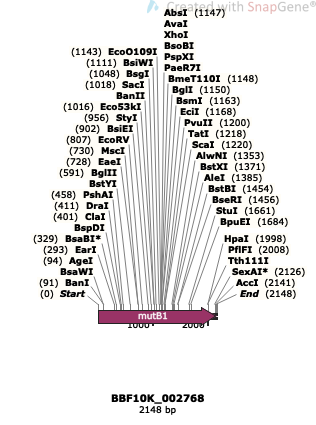 Created with SnapGene®
AbsI (1147)
AvaI
XhoI
(1143) EcoO109I BsoBI
(1111) BsiWI PspXI
(1048) BsgI PaeR7I
(1018) SacI BmeT110I (1148)
BanII BglI (1150)
(1016) Eco53kI BsmI (1163)
(956) StyI EciI (1168)
(902) BsiEI PvuII (1200)
(807) EcoRV TatI (1218)
(730) MscI ScaI (1220)
(728) EaeI AlwNI (1353)
(591) BglII BstXI (1371)
BstYI AleI (1385)
(458) PshAI BstBI (1454)
(411) DraI BseRI (1456)
(401) ClaI StuI (1661)
BspDI BpuEI (1684)
(329) BsaBI* HpaI (1998)
(293) EarI PflFI (2008)
(94) AgeI Tth111I
BsaWI SexAI* (2126)
(91) BanI AccI (2141)
(0) Start End (2148)
mutB1
1000 2000
BBF10K_002768
2148 bp